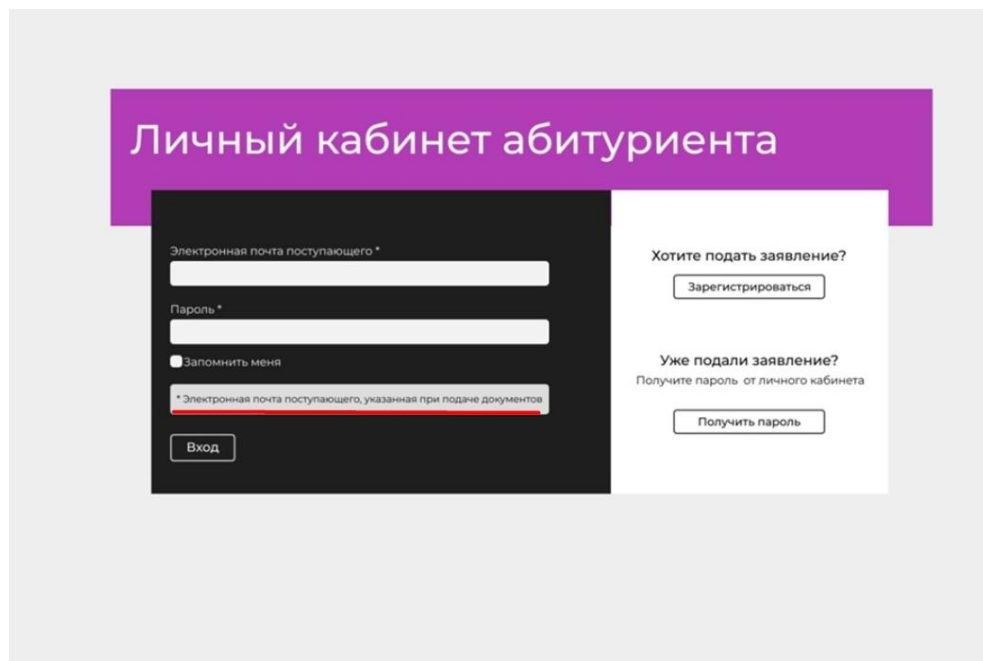 Личный кабинет абитуриента
Электронная почта поступающего *
Пароль *
Запомнить меня
* Электронная почта поступающего, указанная при подаче документов
Вход
Хотите подать заявление?
Зарегистрироваться
Уже подали заявление?
Получите пароль от личного кабинета
Получить пароль